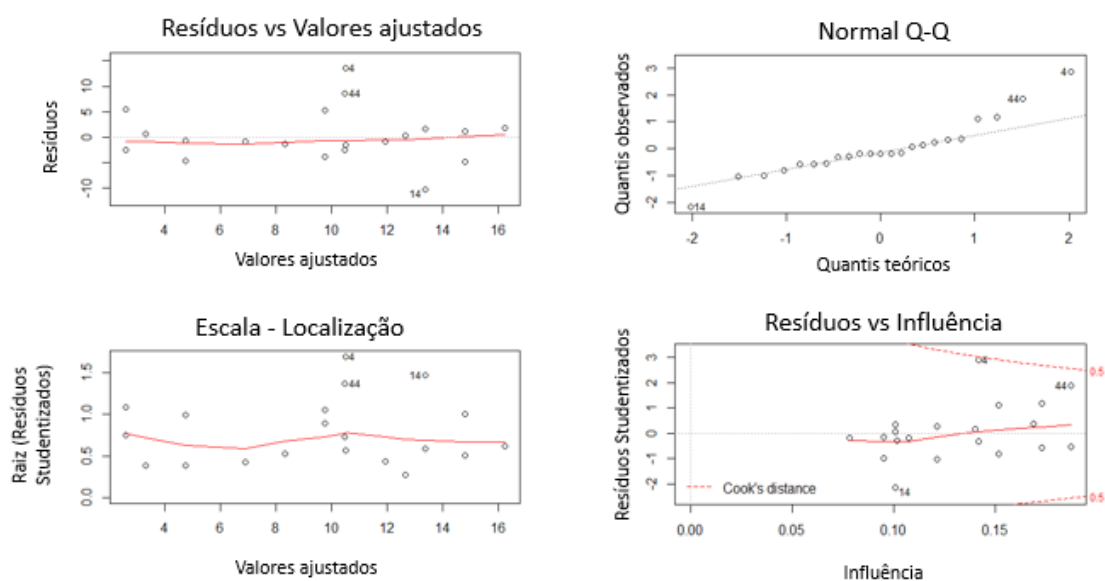 Resíduos vs Valores ajustados
Resíduos
10
5
0
-10
4
44
14
4 6 8 10 12 14 16
Valores ajustados
Normal Q-Q
Quantis observados
3
2
1
0
-1
-2
4
44
14
-2 -1 0 1 2
Quantis teóricos
Escala - Localização
Raiz (Resíduos
Studentizados)
1.5
1.0
0.5
0.0
4
14
44
4 6 8 10 12 14 16
Valores ajustados
Resíduos vs Influência
Resíduos Studentizados
3
2
1
0
-1
-2
4
44
14
0.5
0.5
Cook's distance
0.00 0.05 0.10 0.15
Influência